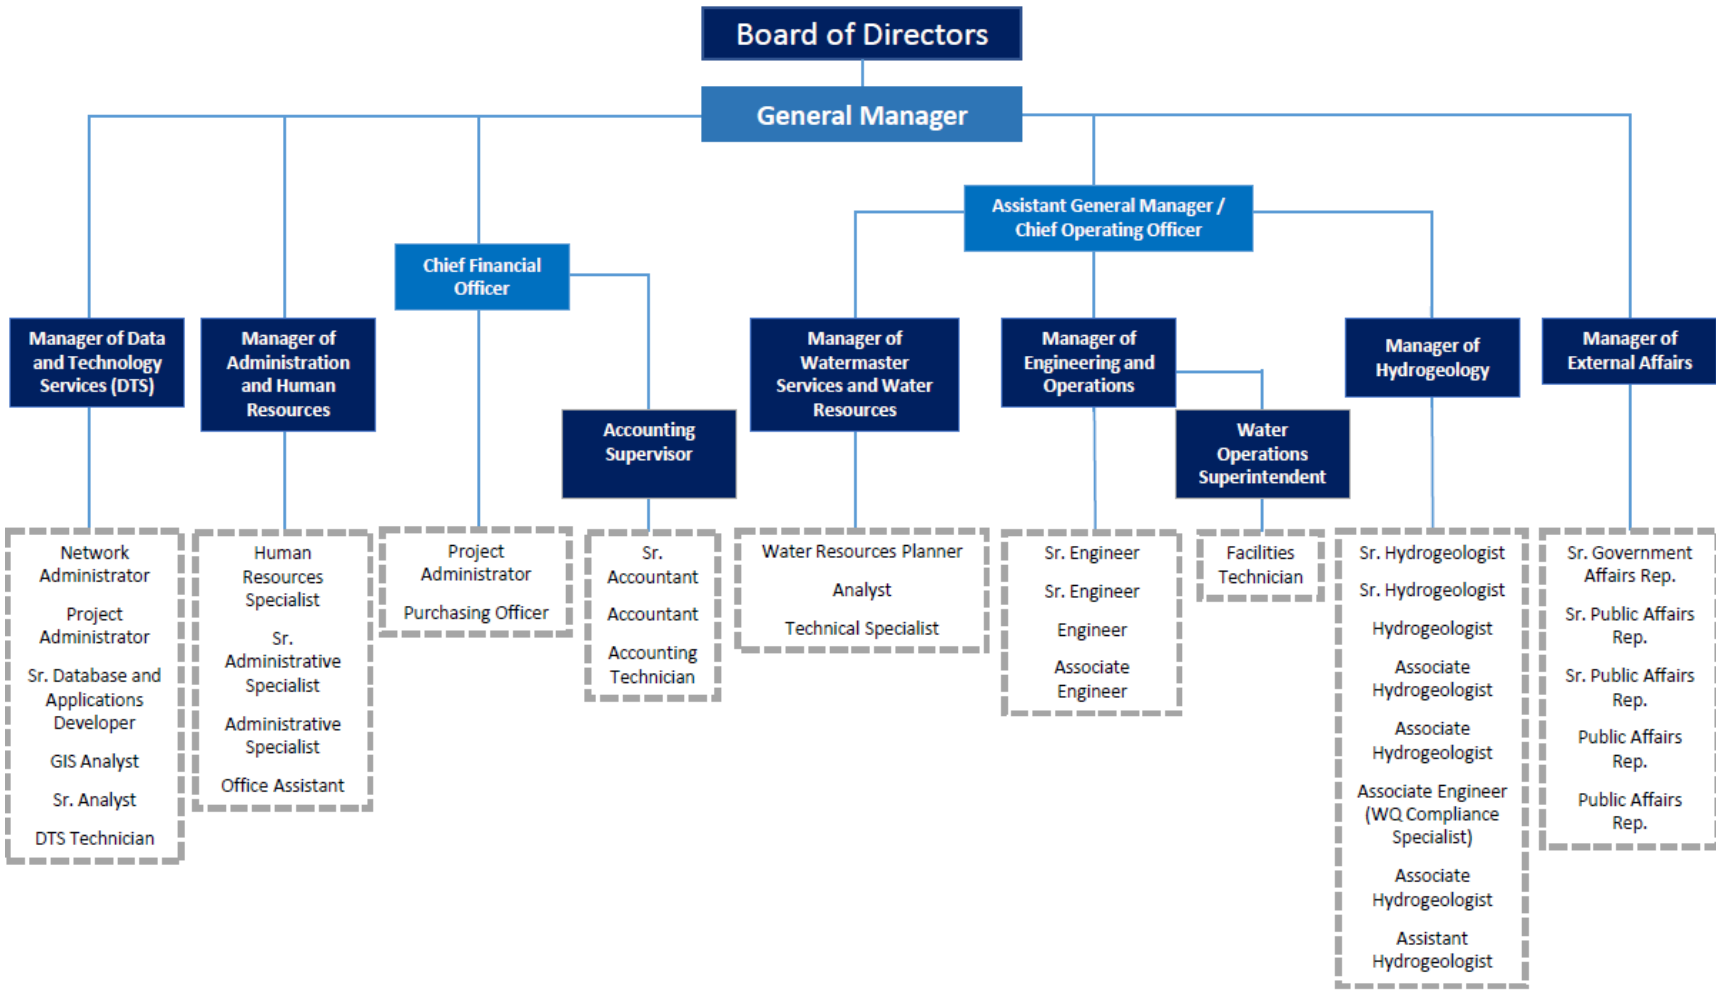 Board of Directors
General Manager
Assistant General Manager /
Chief Operating Officer
Chief Financial
Officer
Manager of Data
and Technology
Services (DTS)
Manager of
Administration
and Human
Resources
Accounting
Supervisor
Manager of
Watermaster
Services and Water
Resources
Manager of
Engineering and
Operations
Water
Operations
Superintendent
Manager of
Hydrogeology
Manager of
External Affairs
Network
Administrator
Project
Administrator
Sr. Database and
Applications
Developer
GIS Analyst
Sr. Analyst
DTS Technician
Human
Resources
Specialist
Sr.
Administrative
Specialist
Administrative
Specialist
Office Assistant
Project
Administrator
Purchasing Officer
Sr.
Accountant
Accountant
Accounting
Technician
Water Resources Planner
Analyst
Technical Specialist
Sr. Engineer
Sr. Engineer
Engineer
Associate
Engineer
Facilities
Technician
Sr. Hydrogeologist
Sr. Hydrogeologist
Hydrogeologist
Associate
Hydrogeologist
Associate
Hydrogeologist
Associate Engineer
(WQ Compliance
Specialist)
Associate
Hydrogeologist
Assistant
Hydrogeologist
Sr. Government
Affairs Rep.
Sr. Public Affairs
Rep.
Sr. Public Affairs
Rep.
Public Affairs
Rep.
Public Affairs
Rep.